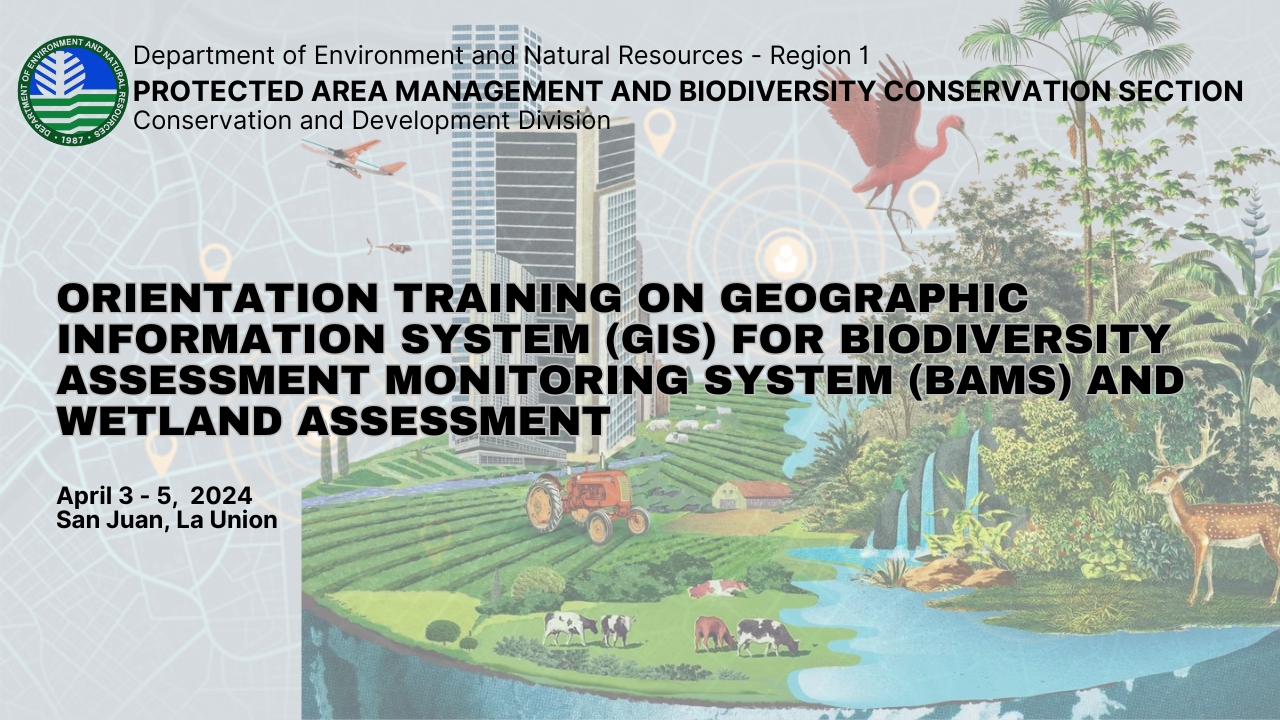 Department of Environment and Natural Resources - Region 1
PROTECTED AREA MANAGEMENT AND BIODIVERSITY CONSERVATION SECTION
Conservation and Development Division
DEPARTMENT OF ENVIRONMENT AND NATURAL RESOURCES
• 1987 •
ORIENTATION TRAINING ON GEOGRAPHIC
INFORMATION SYSTEM (GIS) FOR BIODIVERSITY
ASSESSMENT MONITORING SYSTEM (BAMS) AND
WETLAND ASSESSMENT
April 3 - 5, 2024
San Juan, La Union